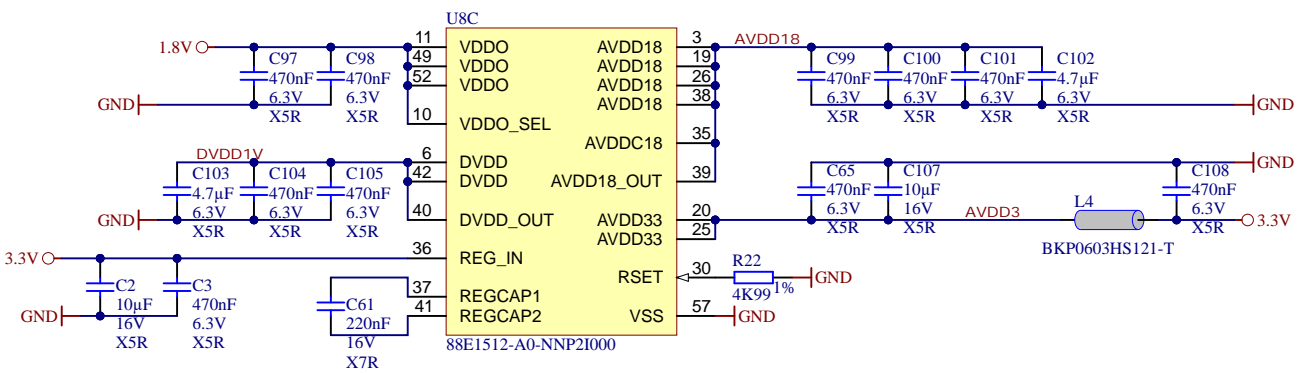 U8C
1.8V
C97
470nF
6.3V
X5R
C98
470nF
6.3V
X5R
GND
11
49
52
10
VDDO
VDDO
VDDO
VDDO_SEL
DVDD1V
C103
4.7µF
6.3V
X5R
C104
470nF
6.3V
X5R
C105
470nF
6.3V
X5R
GND
6
42
40
DVDD
DVDD
DVDD_OUT
3.3V
36
REG_IN
C2
10µF
16V
X5R
C3
470nF
6.3V
X5R
GND
C61
220nF
16V
X7R
37
41
REGCAP1
REGCAP2
88E1512-A0-NNP2I000
AVDD18
AVDD18
AVDD18
AVDD18
AVDDC18
AVDD18_OUT
3
19
26
38
35
39
AVDD18
C99
470nF
6.3V
X5R
C100
470nF
6.3V
X5R
C101
470nF
6.3V
X5R
C102
4.7µF
6.3V
X5R
GND
GND
C65
470nF
6.3V
X5R
C107
10µF
16V
X5R
C108
470nF
6.3V
X5R
AVDD33
AVDD33
20
25
AVDD3
L4
BKP0603HS121-T
3.3V
RSET
30
R22
4K99
1%
GND
VSS
57
GND